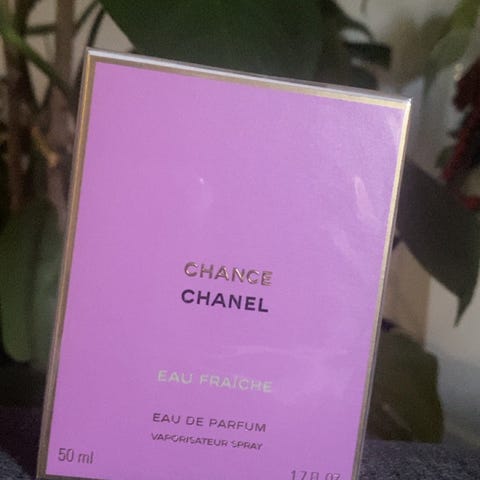 CHANCE
CHANEL
EAU FRAÎCHE
EAU DE PARFUM
VAPORISATEUR SPRAY
50 ml
1.7 FL. OZ